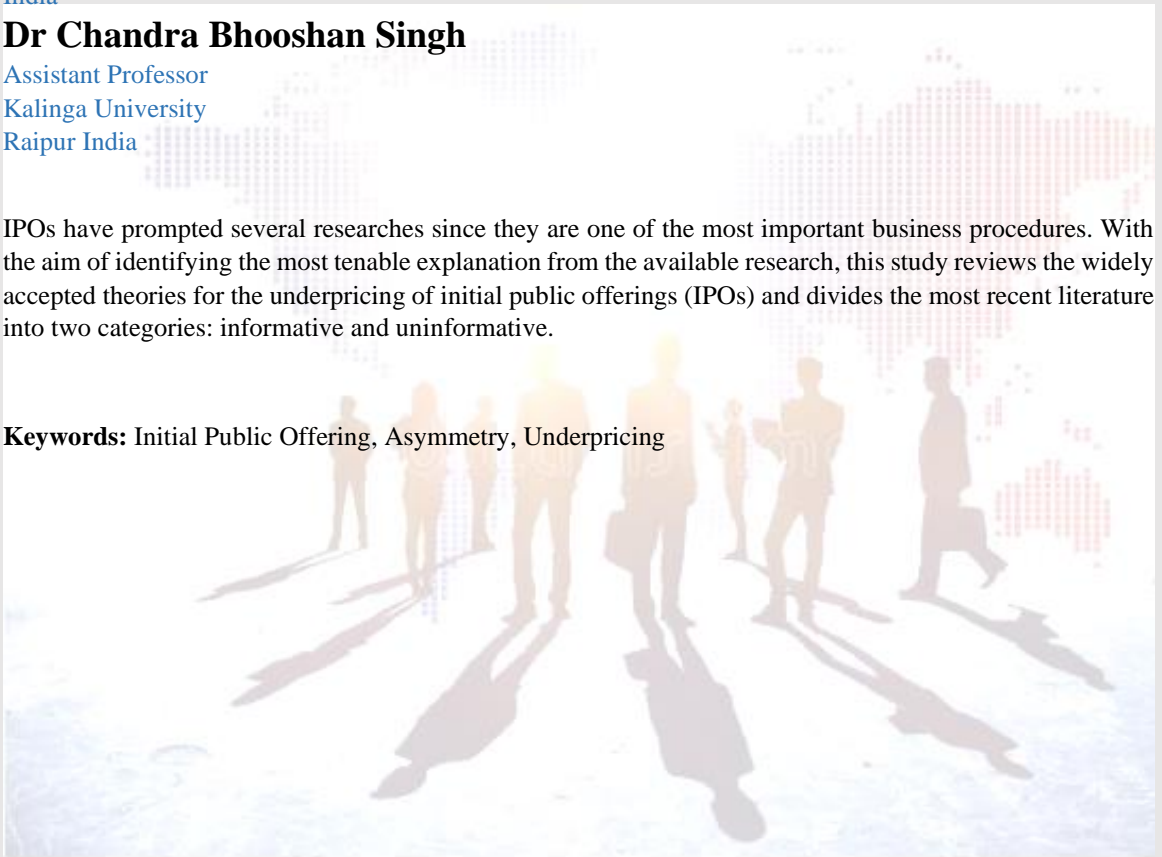 India
Dr Chandra Bhooshan Singh
Assistant Professor
Kalinga University
Raipur India
IPOs have prompted several researches since they are one of the most important business procedures. With
the aim of identifying the most tenable explanation from the available research, this study reviews the widely
accepted theories for the underpricing of initial public offerings (IPOs) and divides the most recent literature
into two categories: informative and uninformative.
Keywords: Initial Public Offering, Asymmetry, Underpricing